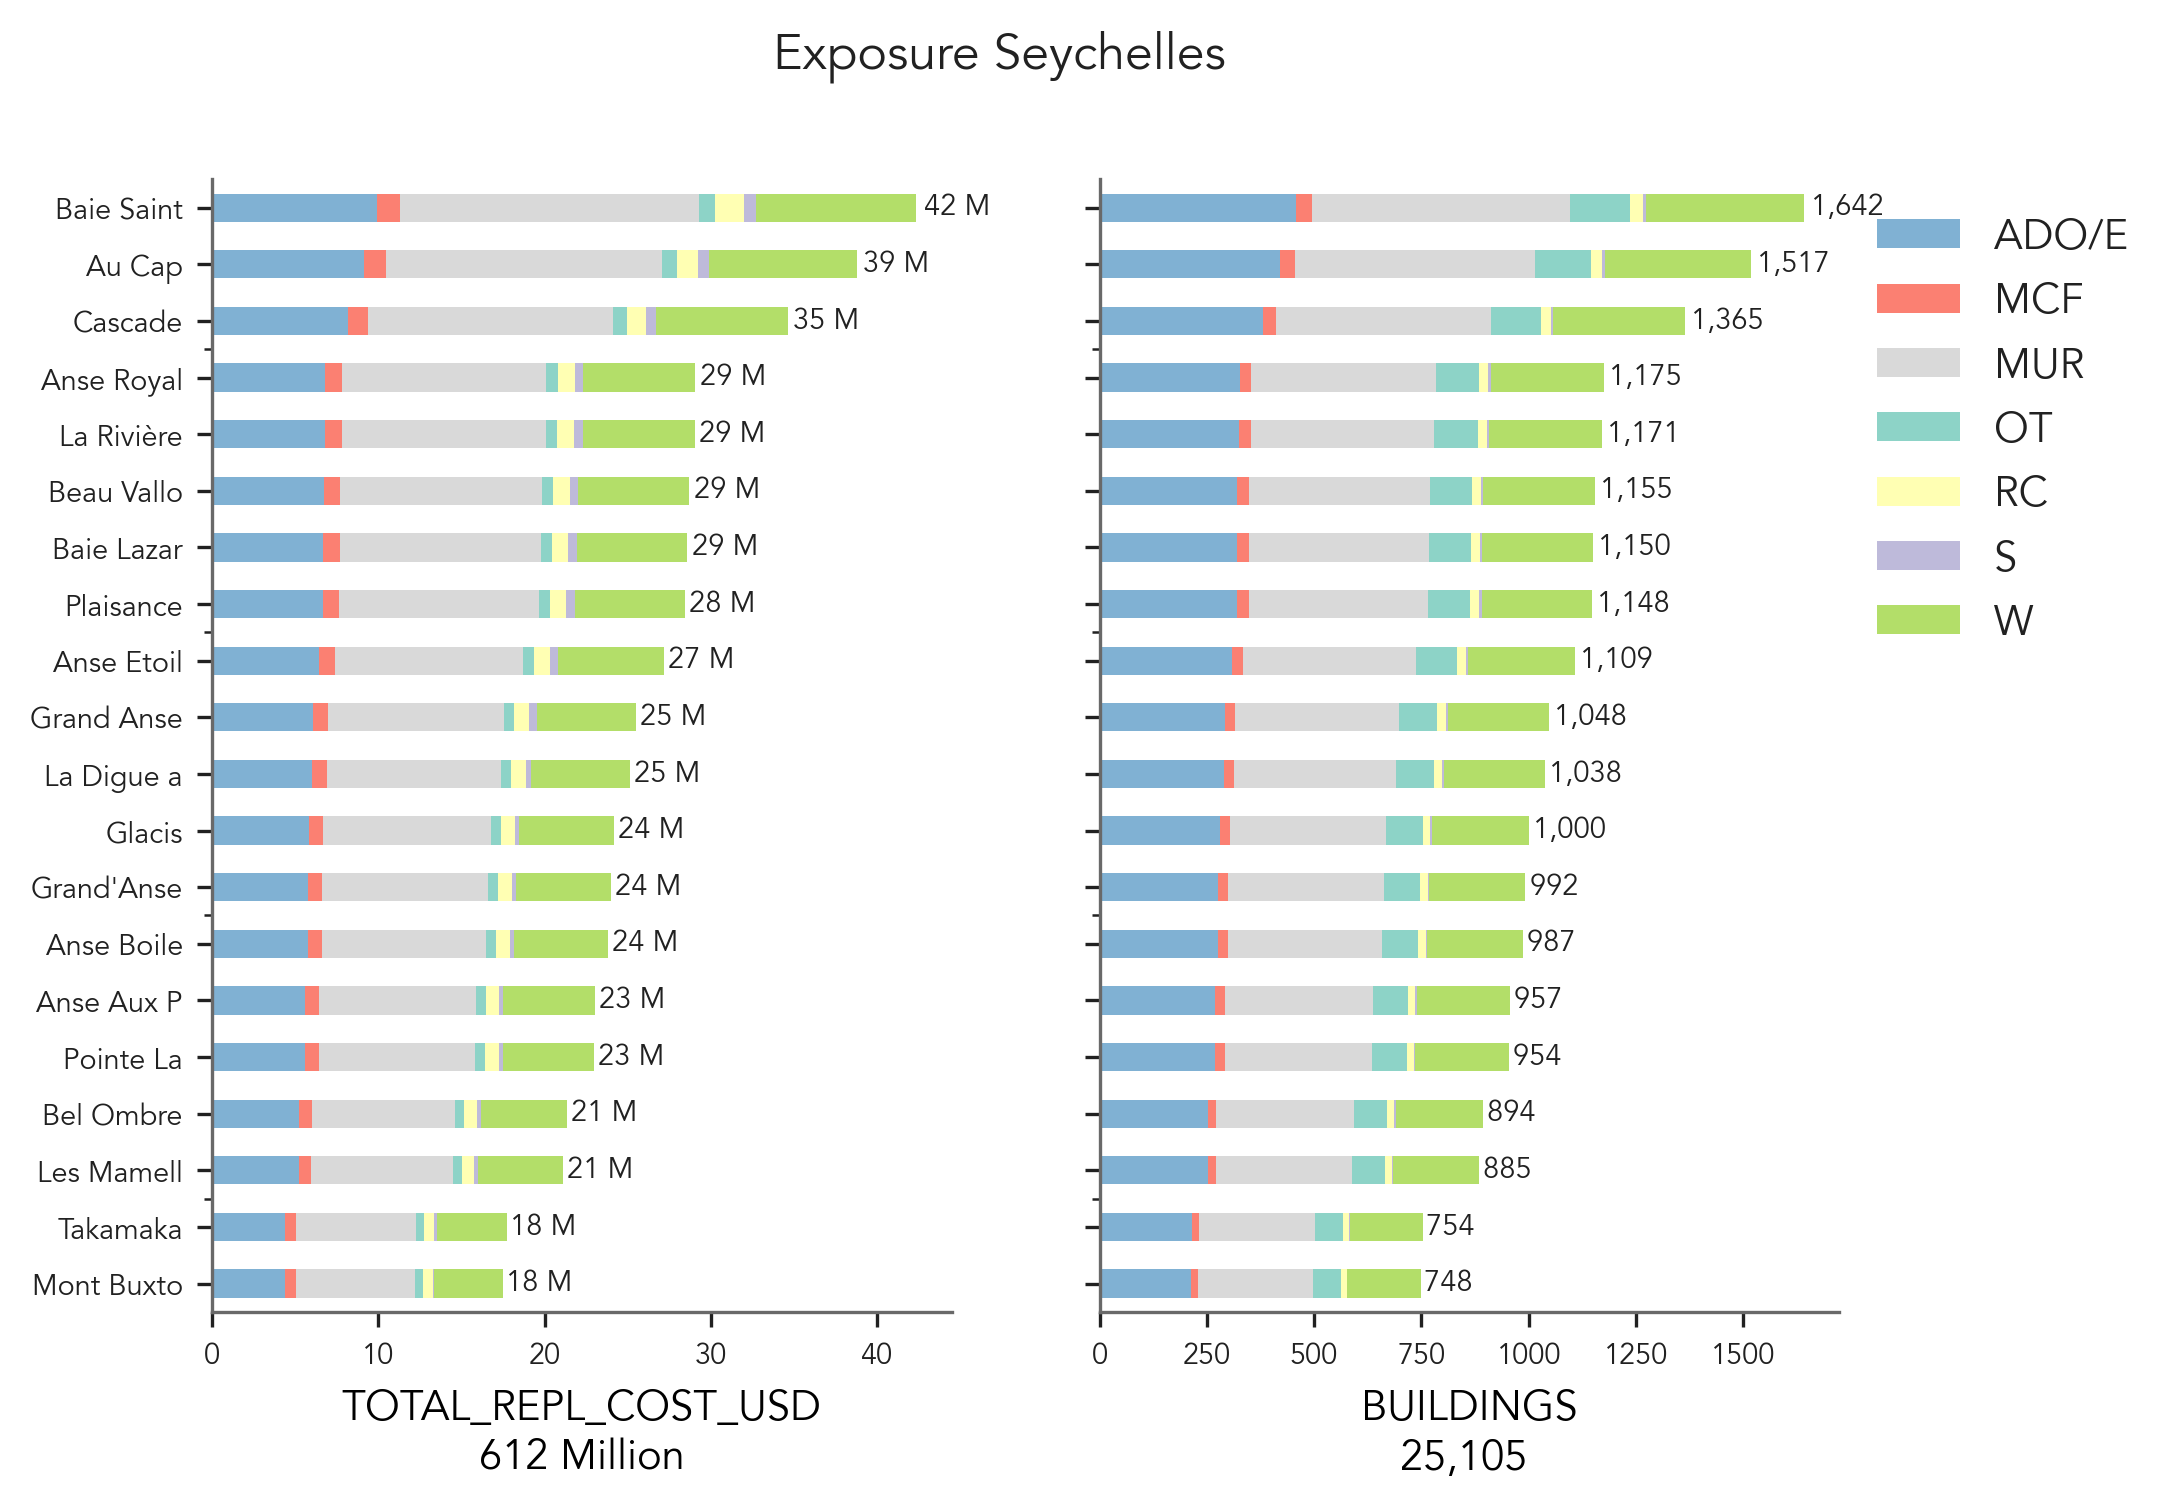 Exposure Seychelles
Baie Saint
Au Cap
Cascade
Anse Royal
La Rivière
Beau Vallo
Baie Lazar
Plaisance
Anse Etoil
Grand Anse
La Digue a
Glacis
Grand'Anse
Anse Boile
Anse Aux P
Pointe La
Bel Ombre
Les Mamell
Takamaka
Mont Buxto
42 M
39 M
35 M
29 M
29 M
29 M
29 M
28 M
27 M
25 M
25 M
24 M
24 M
24 M
23 M
23 M
21 M
21 M
18 M
18 M
0 10 20 30 40
TOTAL_REPL_COST_USD
612 Million
1,642
1,517
1,365
1,175
1,171
1,155
1,150
1,148
1,109
1,048
1,038
1,000
992
987
957
954
894
885
754
748
0 250 500 750 1000 1250 1500
BUILDINGS
25,105
ADO/E
MCF
MUR
OT
RC
S
W